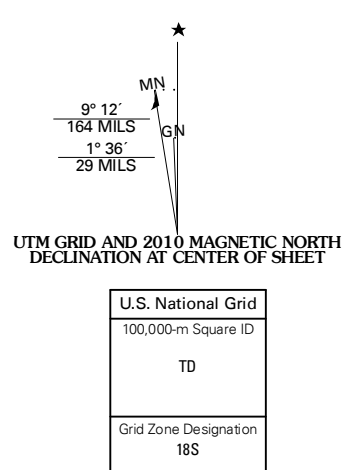 ★
MN
GN
9° 12´
164 MILS
1° 36´
29 MILS
UTM GRID AND 2010 MAGNETIC NORTH
DECLINATION AT CENTER OF SHEET
U.S. National Grid
100,000-m Square ID
TD
Grid Zone Designation
18S